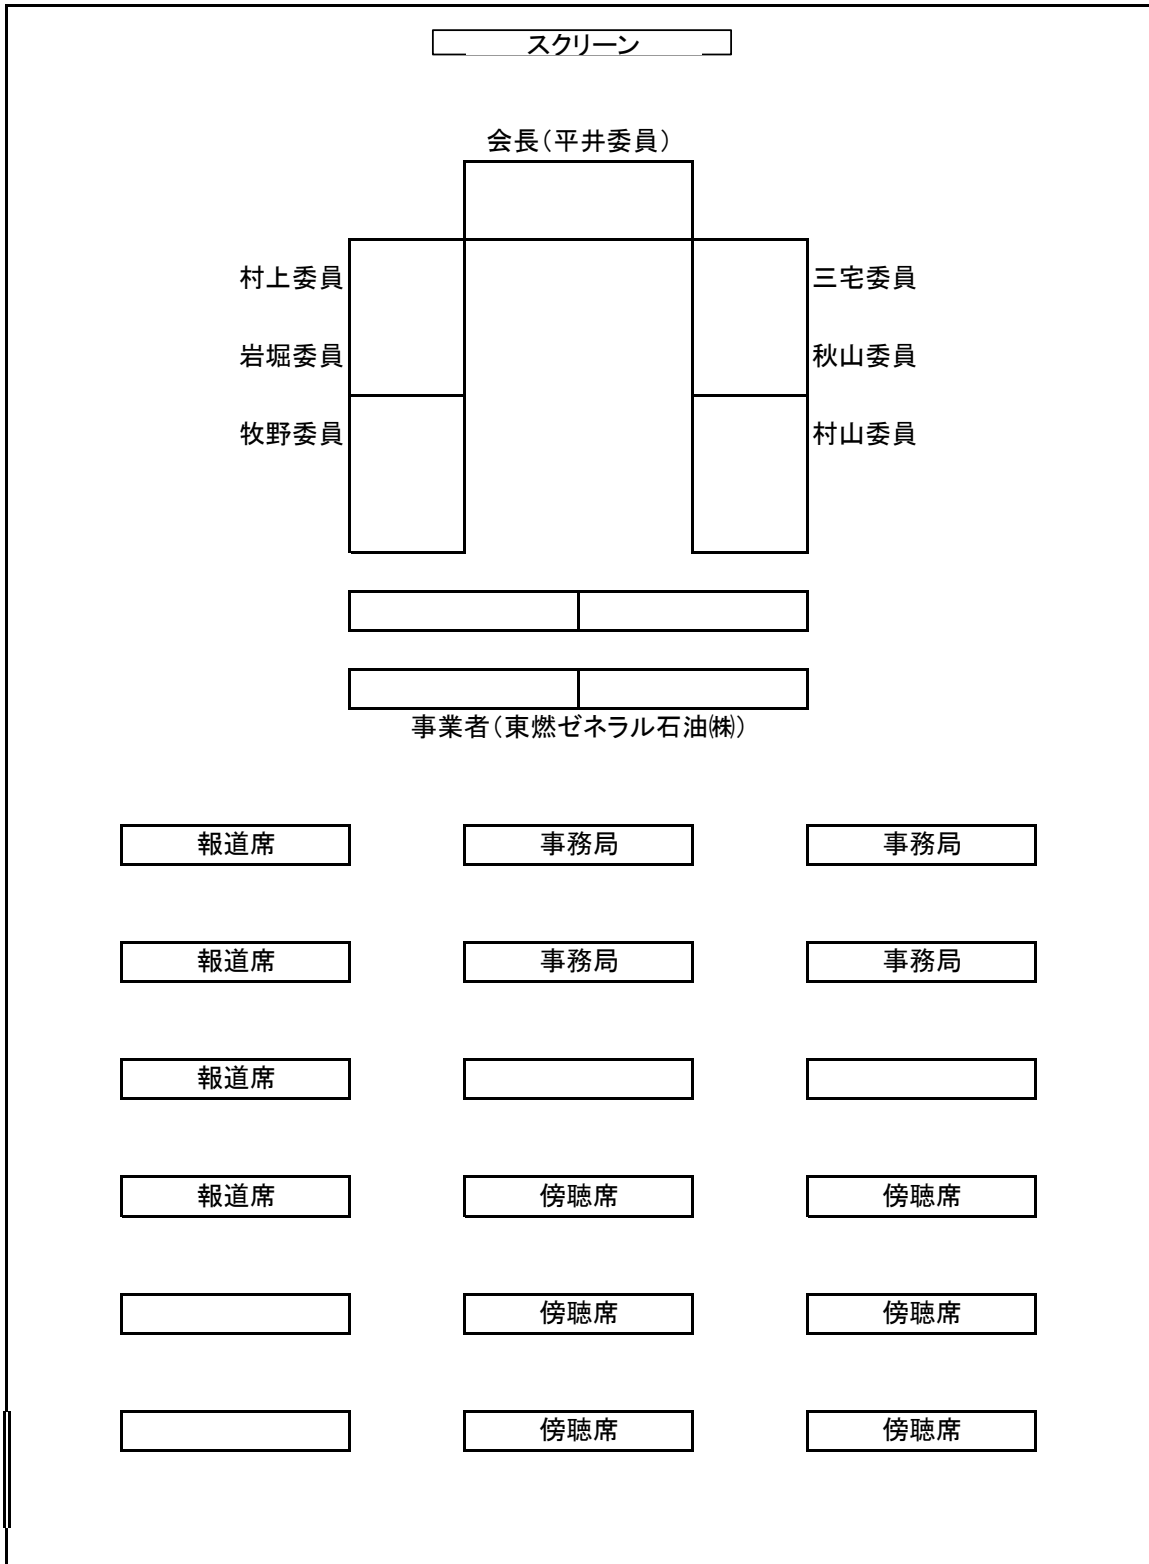 スクリーン
会長(平井委員)
村上委員
三宅委員
岩堀委員
秋山委員
牧野委員
村山委員
事業者(東燃ゼネラル石油㈱)
報道席
事務局
事務局
報道席
事務局
事務局
報道席
報道席
傍聴席
傍聴席
傍聴席
傍聴席
傍聴席
傍聴席